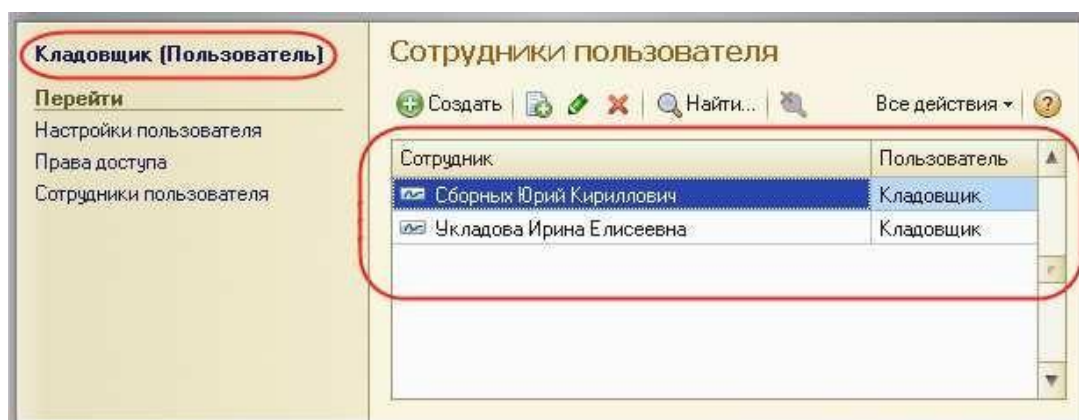 Кладовщик (Пользователь)
Перейти
Настройки пользователя
Права доступа
Сотрудники пользователя
Сотрудники пользователя
Создать Найти... Все действия ?
Сотрудник Пользователь
Сборных Юрий Кириллович Кладовщик
Укладова Ирина Елисеевна Кладовщик